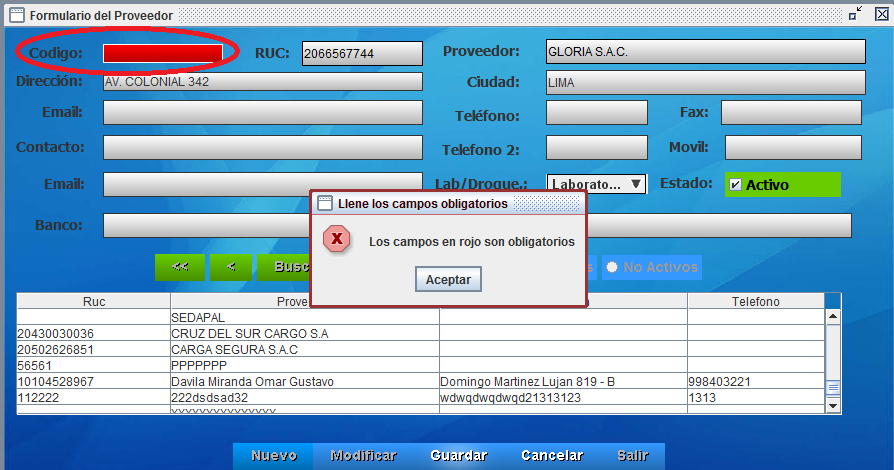 Formulario del Proveedor
Codigo: RUC: 2066567744 Proveedor: GLORIA S.A.C.
Dirección: AV. COLONIAL 342 Ciudad: LIMA
Email: Teléfono: Fax:
Contacto: Telefono 2: Movil:
Email: Lab/Drogue.: Laborato... Estado: Activo
Llene los campos obligatorios
Banco:
Los campos en rojo son obligatorios
<< < Busc No Activos
Aceptar
Ruc Prove Telefono
SEDAPAL
20430030036 CRUZ DEL SUR CARGO S.A
20502626851 CARGA SEGURA S.A.C
56561 PPPPPPP
10104528967 Davila Miranda Omar Gustavo Domingo Martinez Lujan 819 - B 998403221
112222 222dsdsad32 wdwqdwqdwqd21313123 1313
Nuevo Modificar Guardar Cancelar Salir